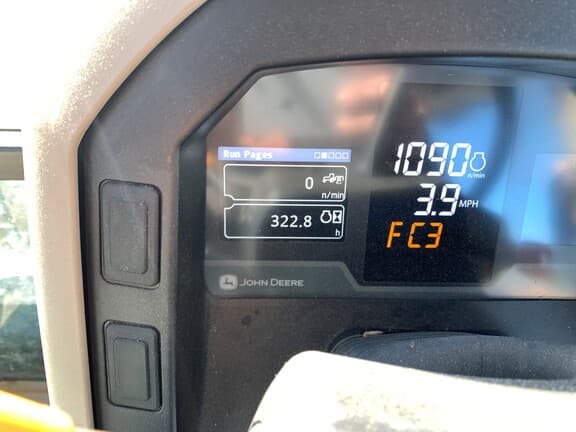 Run Pages
0
n/min
322.8
h
1090 n/min
3.9 MPH
FC3
JOHN DEERE